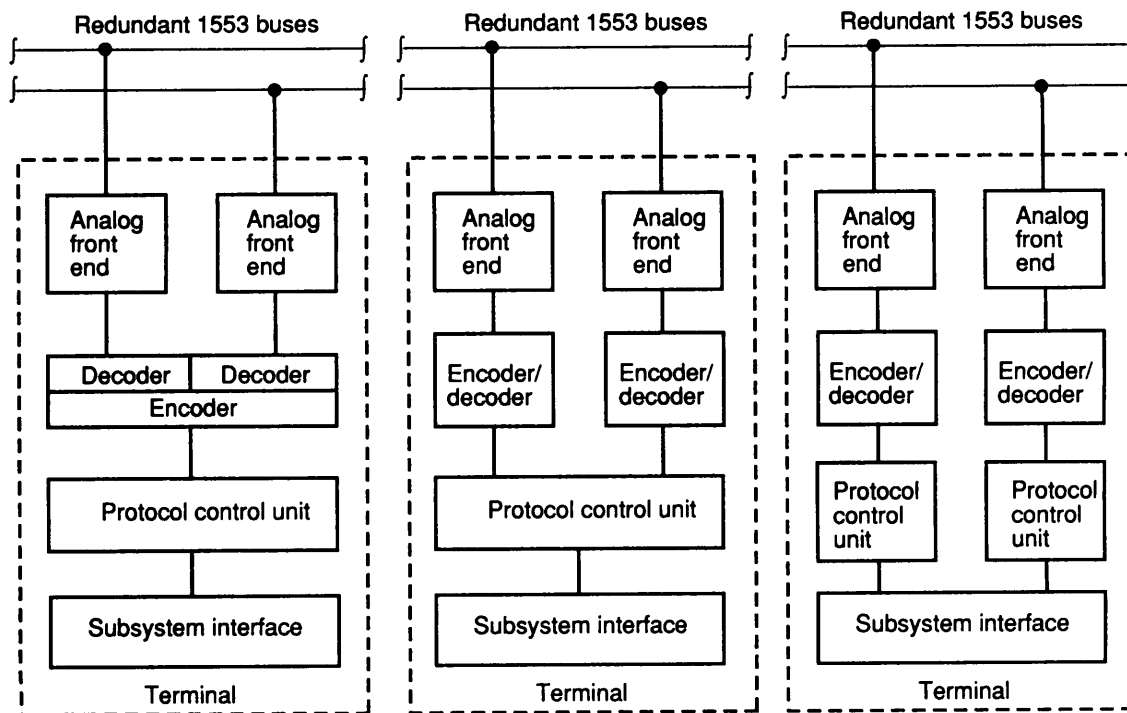 Redundant 1553 buses
Analog
front
end
Analog
front
end
Decoder
Decoder
Encoder
Protocol control unit
Subsystem interface
Terminal
Redundant 1553 buses
Analog
front
end
Analog
front
end
Encoder/
decoder
Encoder/
decoder
Protocol control unit
Subsystem interface
Terminal
Redundant 1553 buses
Analog
front
end
Analog
front
end
Encoder/
decoder
Encoder/
decoder
Protocol
control
unit
Protocol
control
unit
Subsystem interface
Terminal